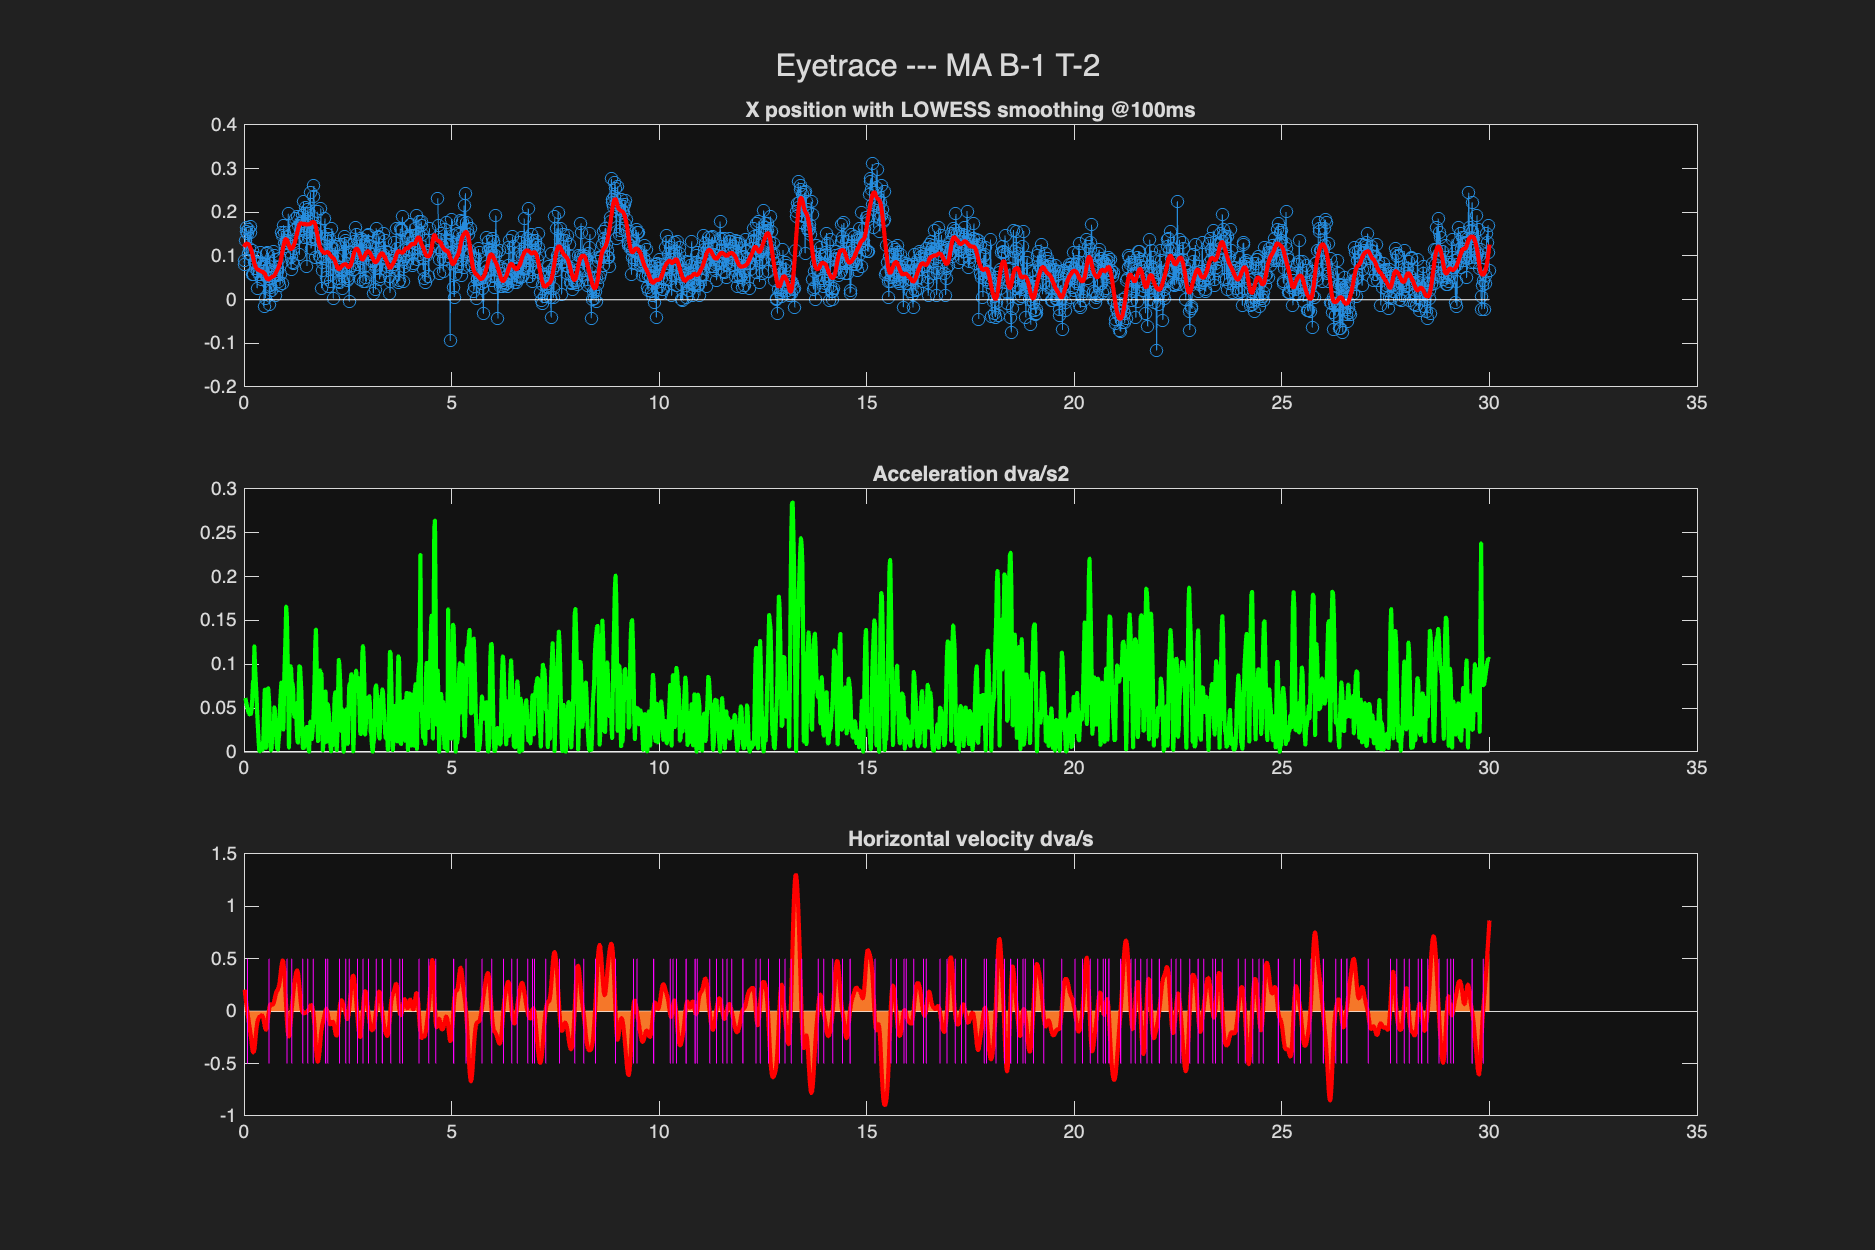 Eyetrace --- MA B-1 T-2
X position with LOWESS smoothing @100ms
0.4
0.3
0.2
0.1
0
-0.1
-0.2
0 5 10 15 20 25 30 35
Acceleration dva/s2
0.3
0.25
0.2
0.15
0.1
0.05
0
0 5 10 15 20 25 30 35
Horizontal velocity dva/s
1.5
1
0.5
0
-0.5
-1
0 5 10 15 20 25 30 35